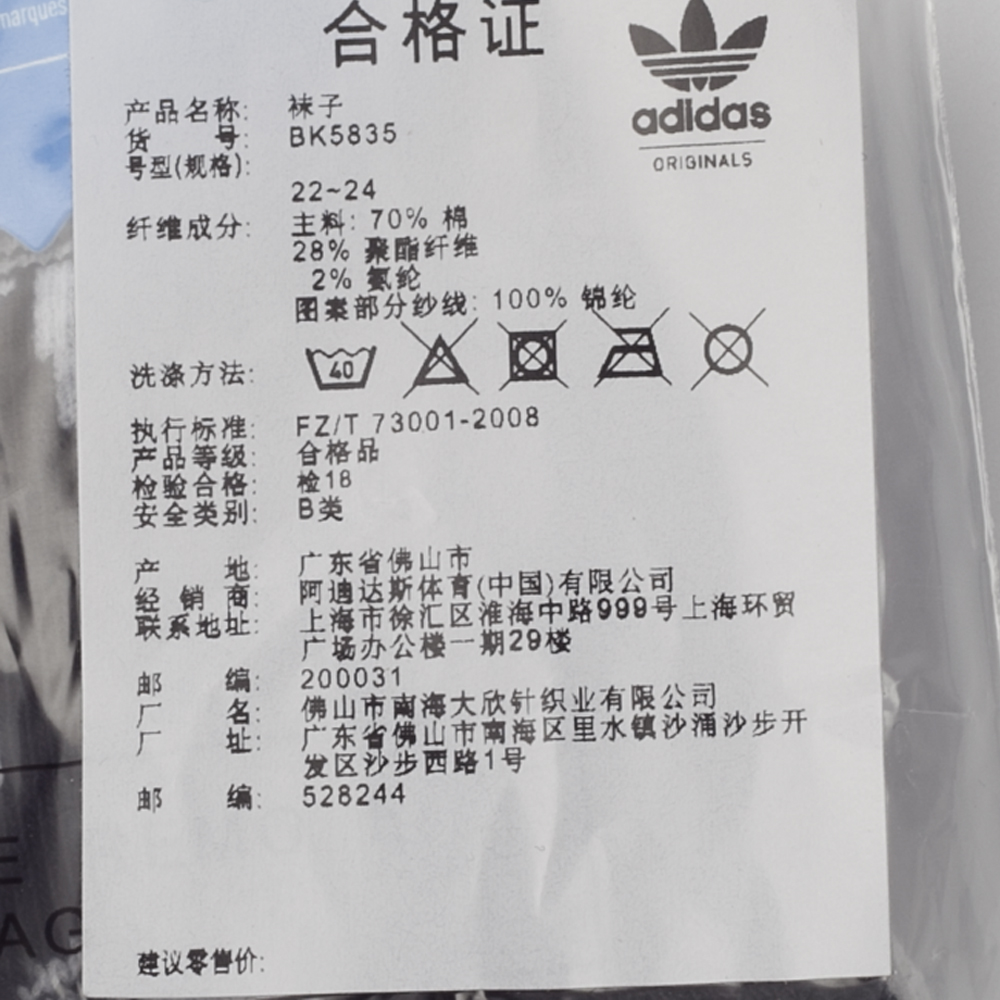 marques
合格证
adidas
ORIGINALS
产品名称: 袜子
货 号: BK5835
号型(规格):
22~24
纤维成分: 主料: 70% 棉
28% 聚酯纤维
2% 氨纶
图案部分纱线: 100% 锦纶
洗涤方法: 40
执行标准: FZ/T 73001-2008
产品等级: 合格品
检验合格: 检18
安全类别: B类
产 地: 广东省佛山市
经 销 商: 阿迪达斯体育(中国)有限公司
联系地址: 上海市徐汇区淮海中路999号上海环贸
广场办公楼一期29楼
邮 编: 200031
厂 名: 佛山市南海大欣针织业有限公司
厂 址: 广东省佛山市南海区里水镇沙涌沙步开
发区沙步西路1号
邮 编: 528244
E
AG
建议零售价: